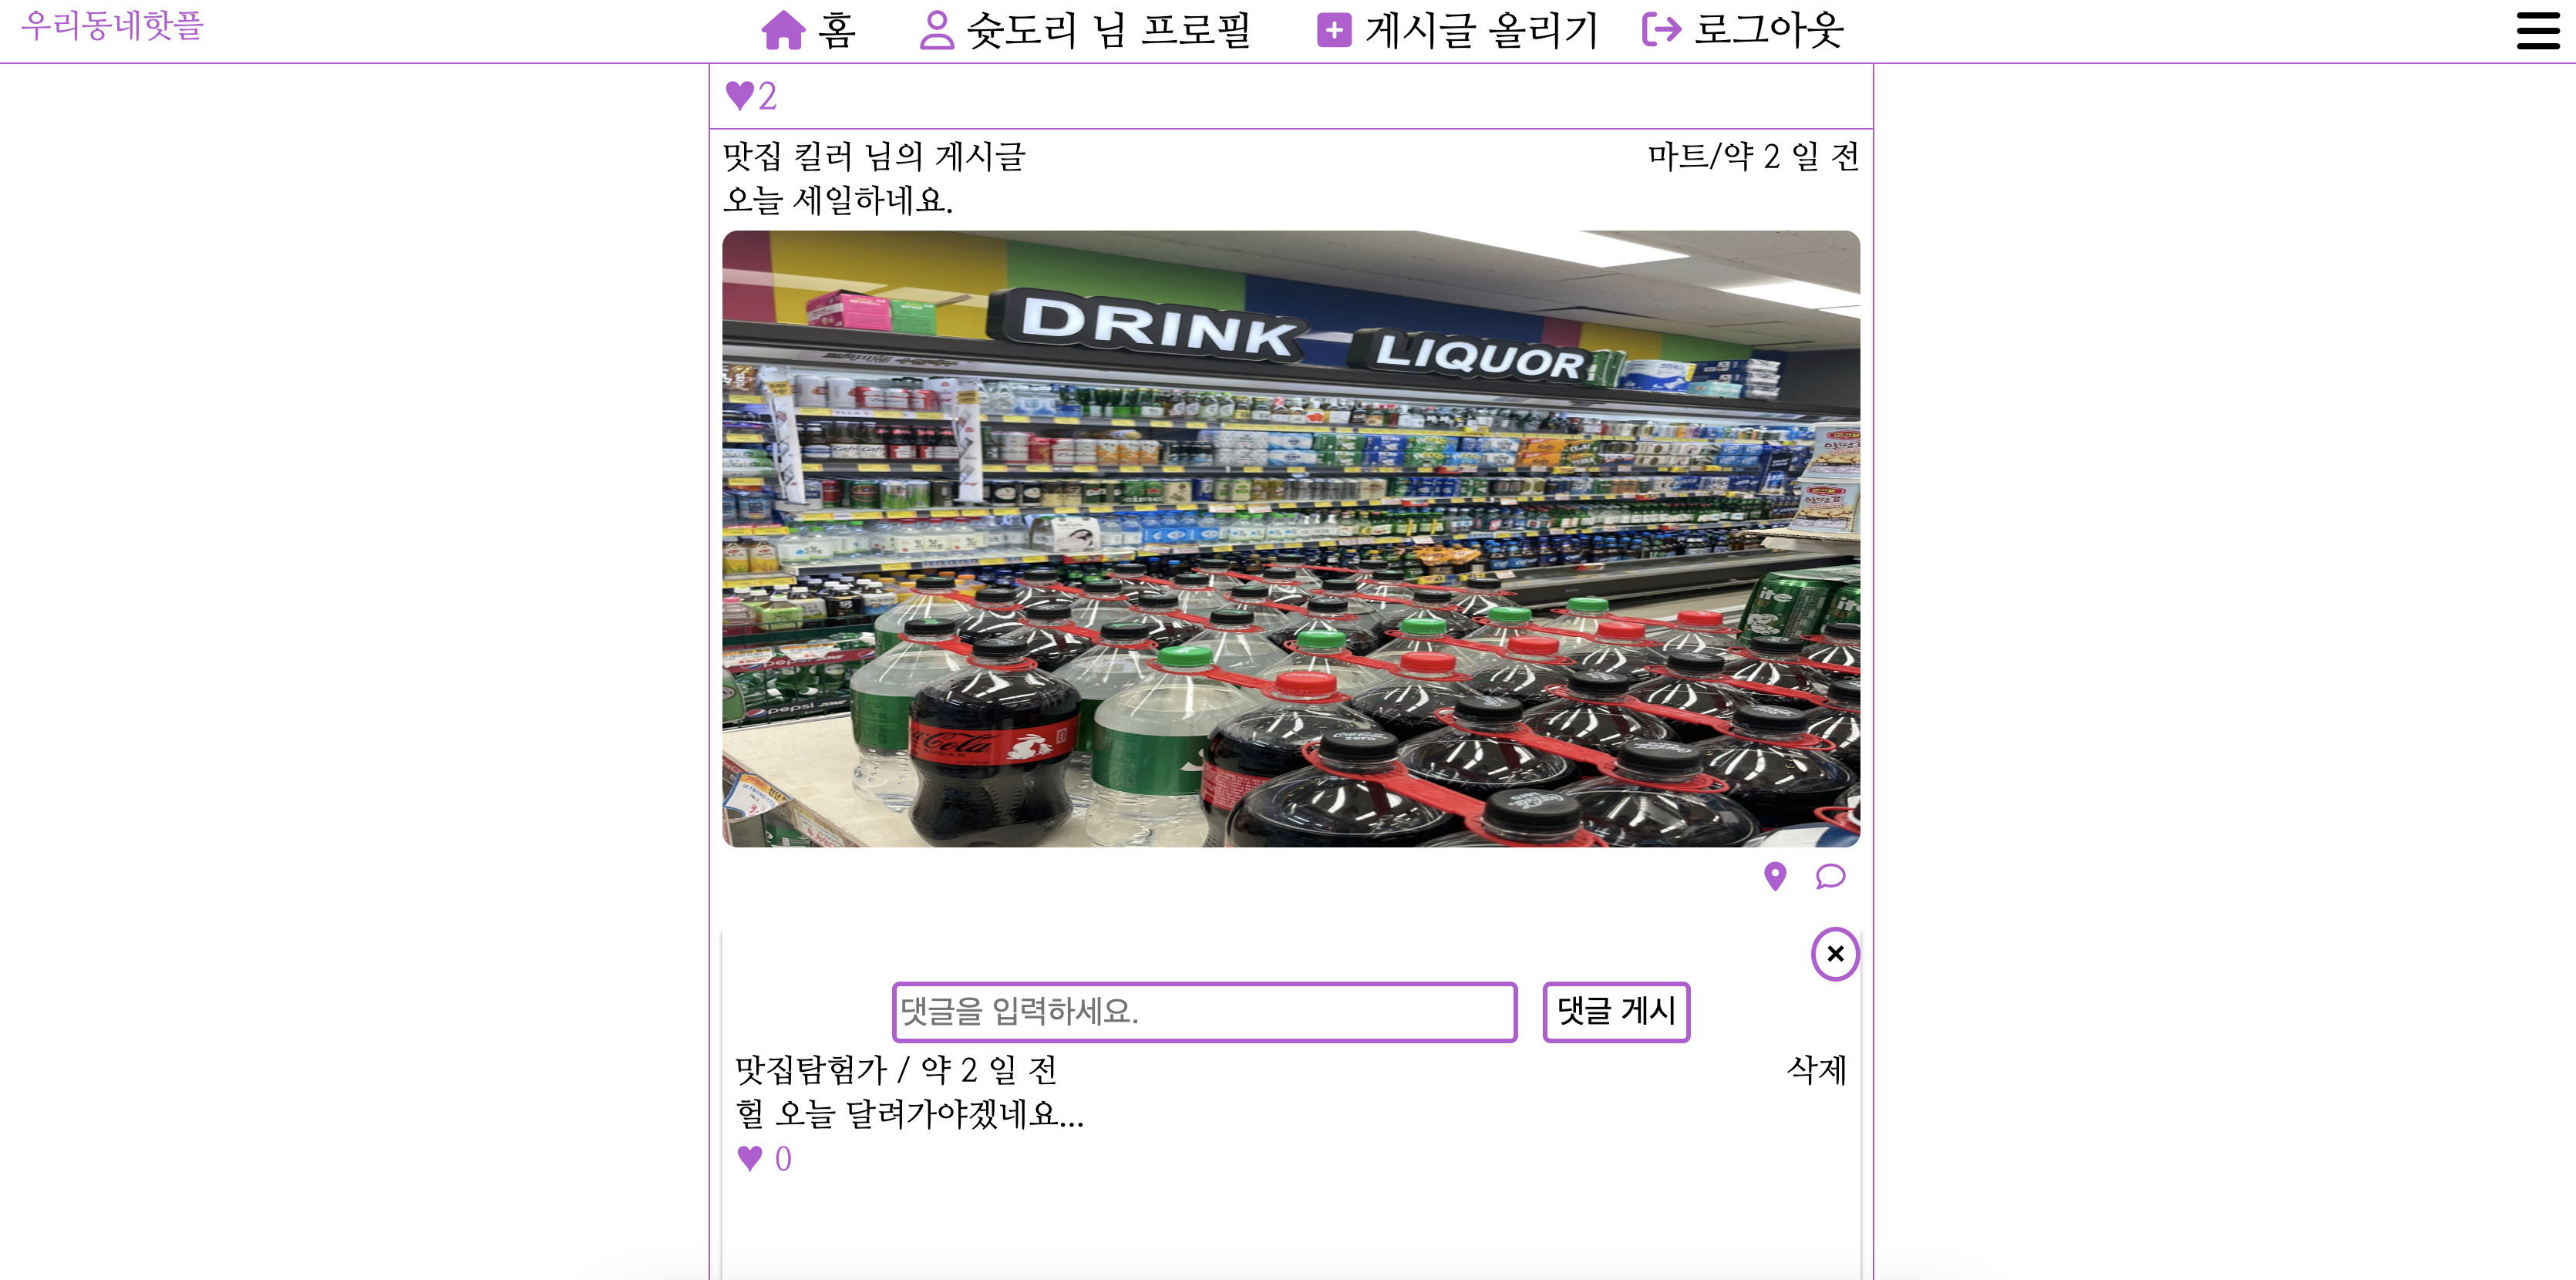 우리동네핫플
홈
슛도리 님 프로필
게시글 올리기
로그아웃
♥2
맛집 킬러 님의 게시글
마트/약 2 일 전
오늘 세일하네요.
DRINK
LIQUOR
pepsi
pepsi
Coca-Cola
댓글을 입력하세요.
댓글 게시
맛집탐험가 / 약 2 일 전
삭제
헐 오늘 달려가야겠네요...
♥ 0